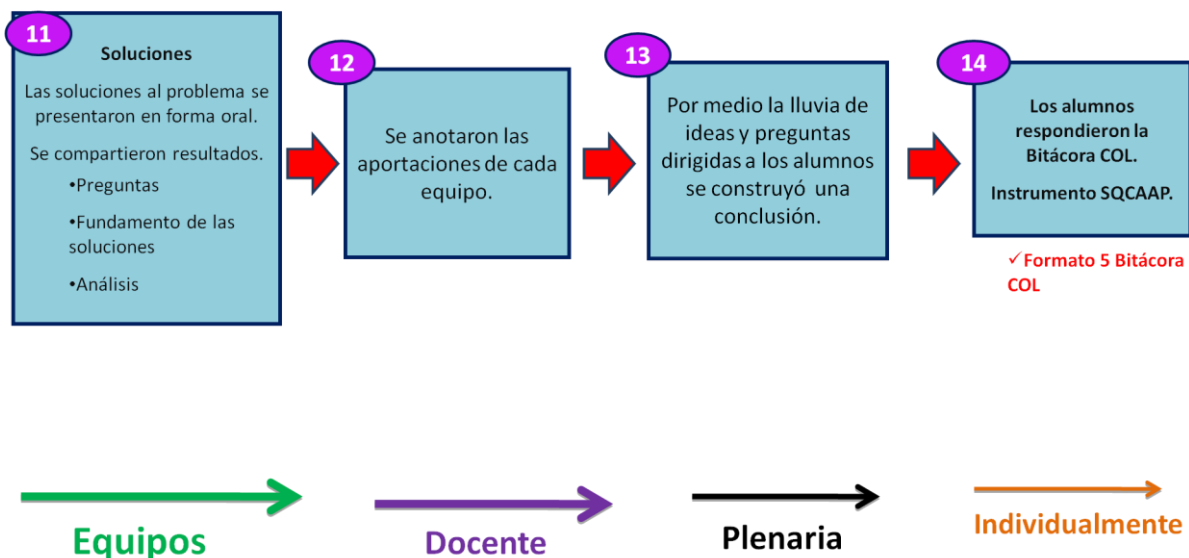 11
Soluciones
Las soluciones al problema se
presentaron en forma oral.
Se compartieron resultados.
•Preguntas
•Fundamento de las
soluciones
•Análisis
12
Se anotaron las
aportaciones de cada
equipo.
13
Por medio la lluvia de
ideas y preguntas
dirigidas a los alumnos
se construyó una
conclusión.
14
Los alumnos
respondieron la
Bitácora COL.
Instrumento SQCAAP.
✓Formato 5 Bitácora
COL
Equipos
Docente
Plenaria
Individualmente